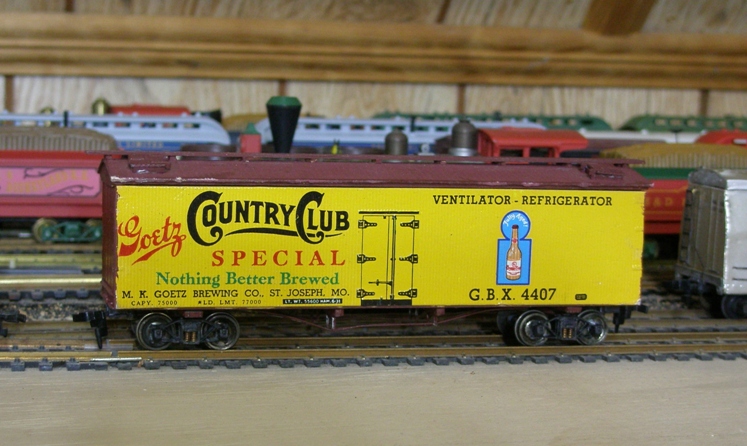 Goetz
COUNTRY CLUB
SPECIAL
Nothing Better Brewed
M. K. GOETZ BREWING CO., ST. JOSEPH, MO.
CAPY. 75000 LD. LMT. 77000
VENTILATOR - REFRIGERATOR
G.B.X. 4407